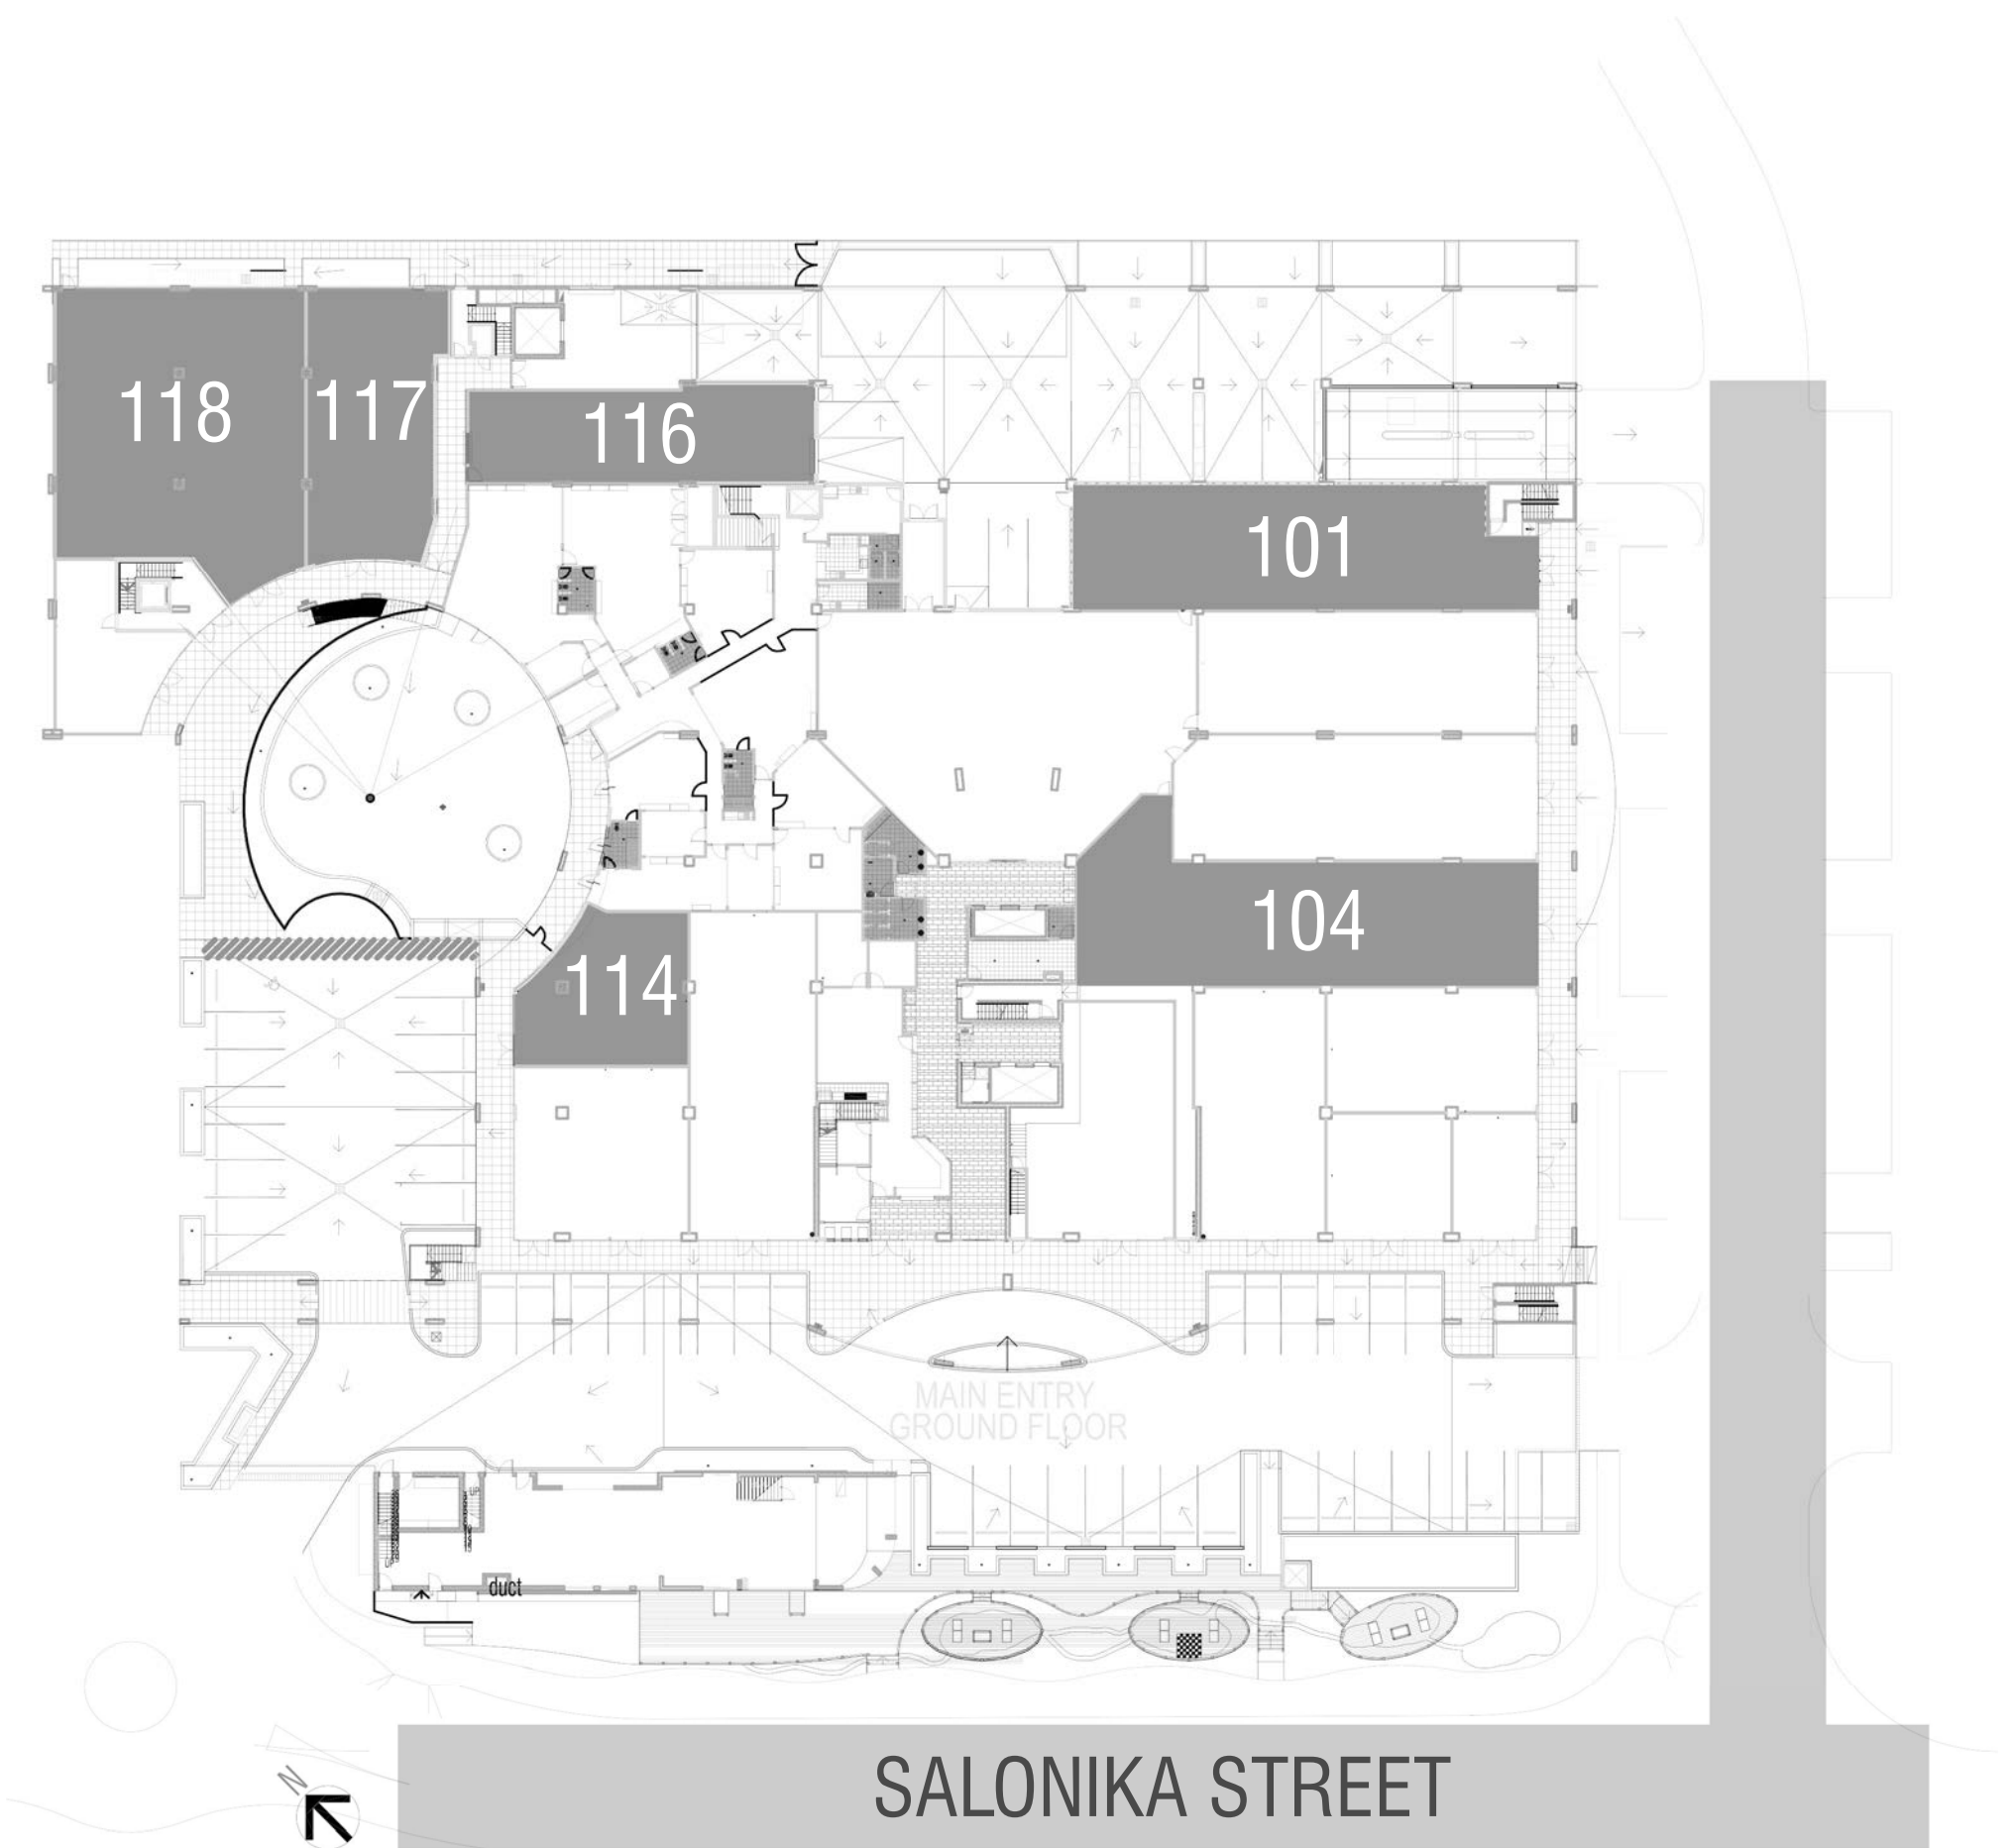 118
117
116
101
104
114
MAIN ENTRY
GROUND FLOOR
duct
SALONIKA STREET
N